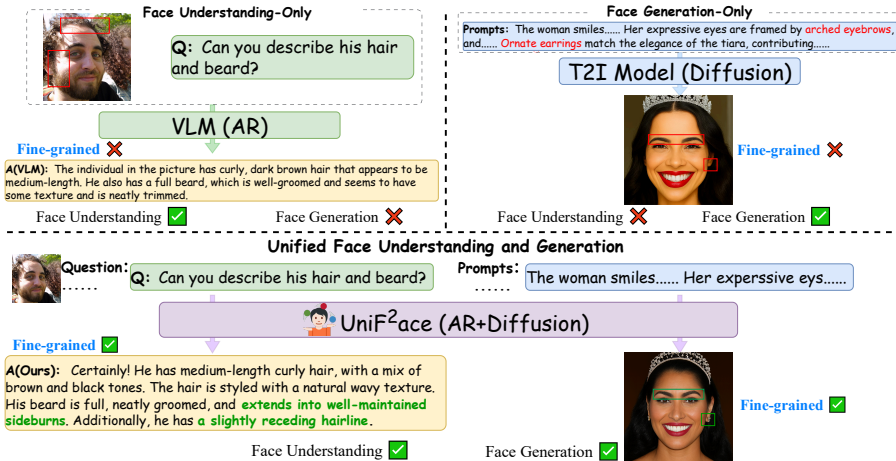 Face Understanding-Only
Q: Can you describe his hair
and beard?
VLM (AR)
Fine-grained
A(VLM): The individual in the picture has curly, dark brown hair that appears to be
medium-length. He also has a full beard, which is well-groomed and seems to have
some texture and is neatly trimmed.
Face Understanding
Face Generation
Face Generation-Only
Prompts: The woman smiles...... Her expressive eyes are framed by arched eyebrows,
and...... Ornate earrings match the elegance of the tiara, contributing......
T2I Model (Diffusion)
Fine-grained
Face Understanding
Face Generation
Unified Face Understanding and Generation
Question:
......
Q: Can you describe his hair and beard?
Prompts:
......
The woman smiles...... Her experssive eys......
UniF²ace (AR+Diffusion)
Fine-grained
A(Ours): Certainly! He has medium-length curly hair, with a mix of
brown and black tones. The hair is styled with a natural wavy texture.
His beard is full, neatly groomed, and extends into well-maintained
sideburns. Additionally, he has a slightly receding hairline.
Face Understanding
Fine-grained
Face Generation